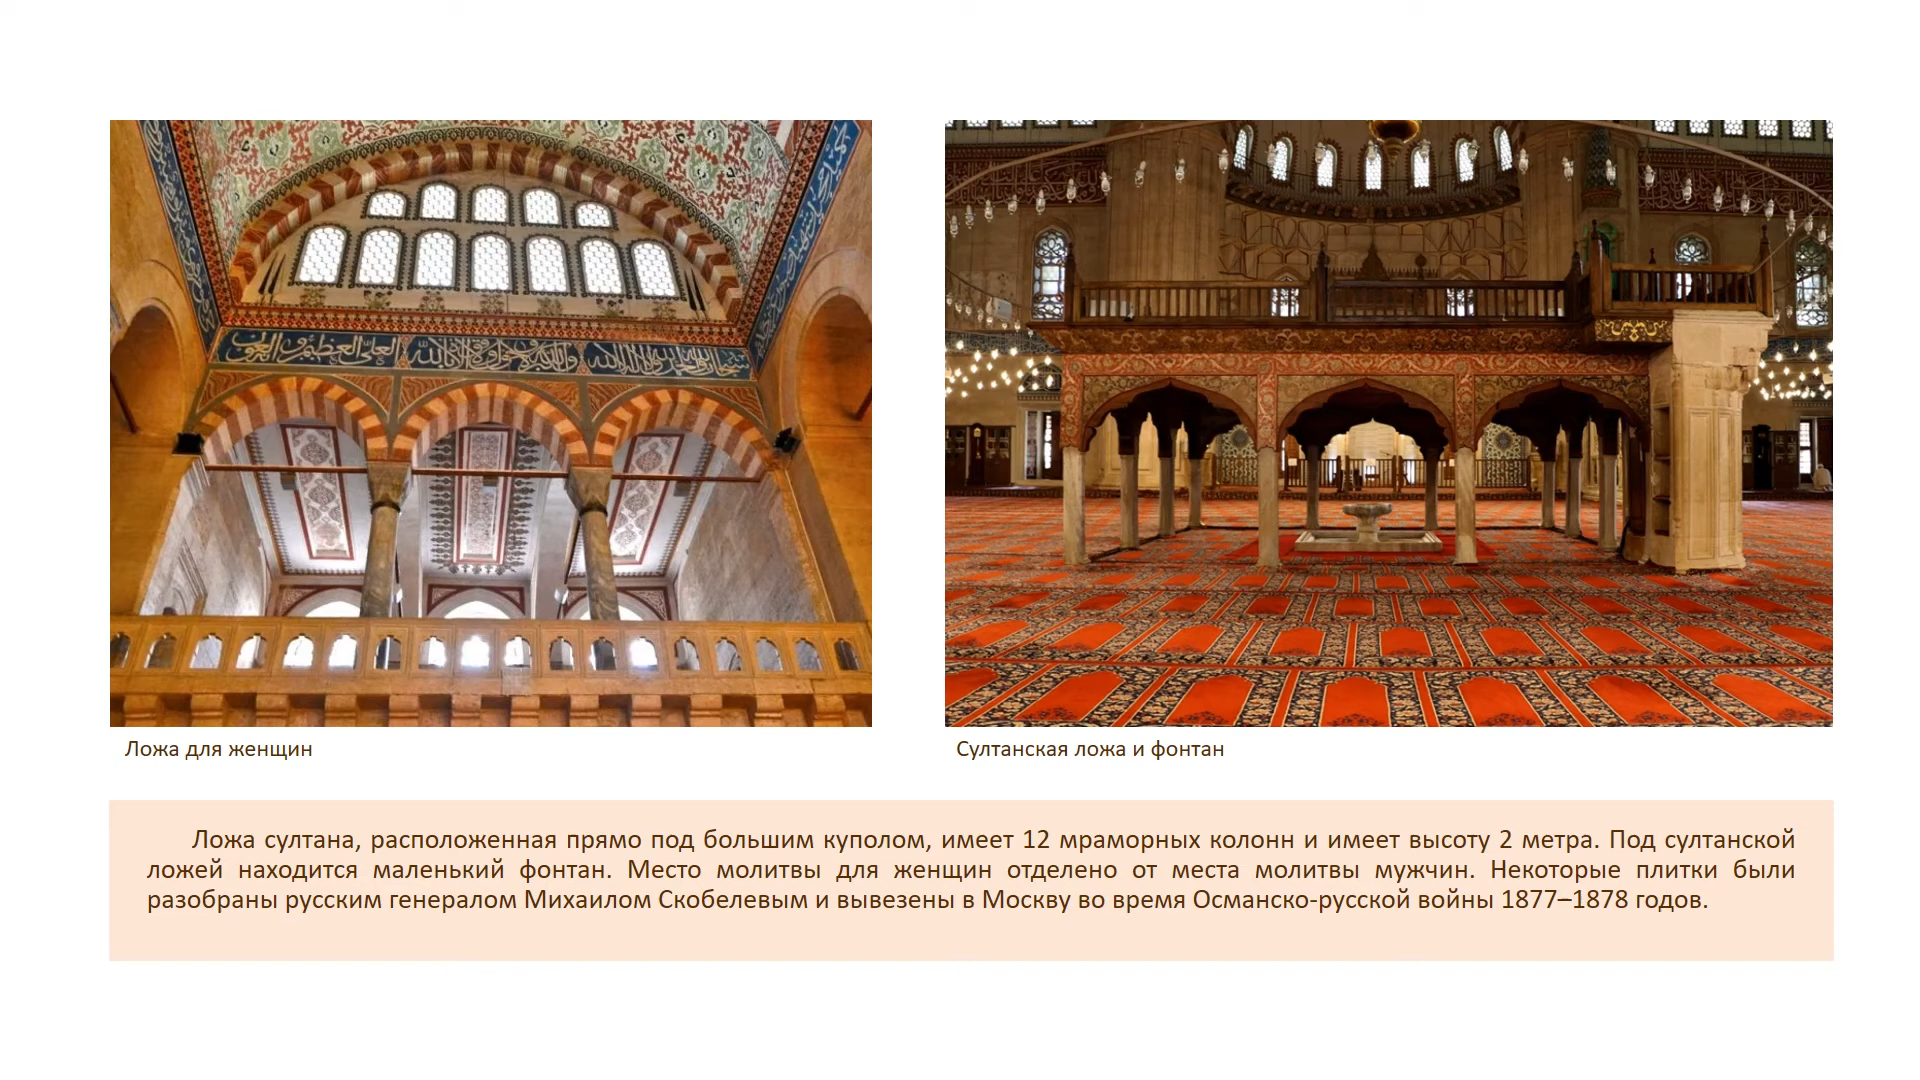 Ложа для женщин
Султанская ложа и фонтан
Ложа султана, расположенная прямо под большим куполом, имеет 12 мраморных колонн и имеет высоту 2 метра. Под султанской
ложей находится маленький фонтан. Место молитвы для женщин отделено от места молитвы мужчин. Некоторые плитки были
разобраны русским генералом Михаилом Скобелевым и вывезены в Москву во время Османско-русской войны 1877–1878 годов.